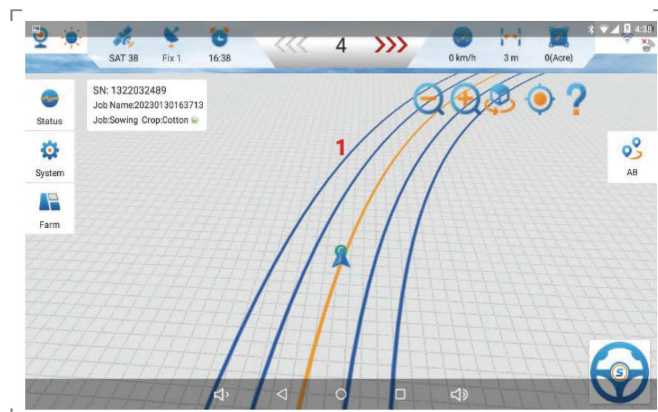 4:38
SAT 38
Fix 1
16:38
4
0 km/h
3 m
0(Acre)
SN: 1322032489
Job Name:20230130163713
Job:Sowing Crop:Cotton
Status
System
Farm
1
?
AB
S